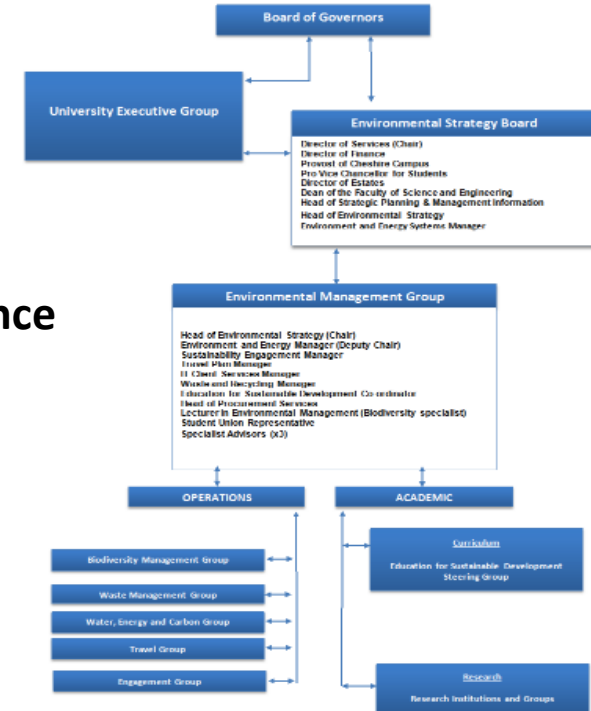 Board of Governors
University Executive Group
Environmental Strategy Board
Director of Services (Chair)
Director of Finance
Provost of Cheshire Campus
Pro Vice Chancellor for Students
Director of Estates
Dean of the Faculty of Science and Engineering
Head of Strategic Planning & Management Information
Head of Environmental Strategy
Environment and Energy Systems Manager
nce
Environmental Management Group
Head of Environmental Strategy (Chair)
Environment and Energy Manager (Deputy Chair)
Sustainability Engagement Manager
Travel Plan Manager
IT Client Services Manager
Waste and Recycling Manager
Education for Sustainable Development Co-ordinator
Head of Procurement Services
Lecturer in Environmental Management (Biodiversity specialist)
Student Union Representative
Specialist Advisors (x3)
OPERATIONS
ACADEMIC
Biodiversity Management Group
Waste Management Group
Water, Energy and Carbon Group
Travel Group
Engagement Group
Curriculum
Education for Sustainable Development
Steering Group
Research
Research Institutions and Groups